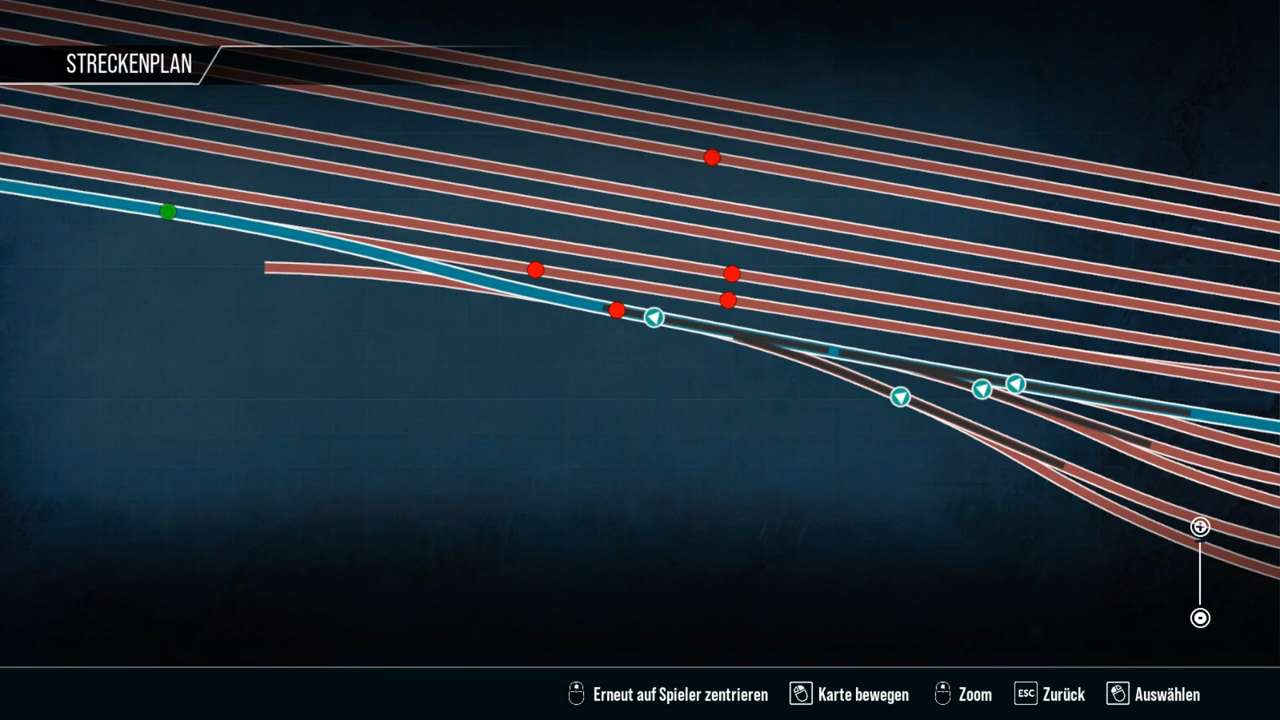 STRECKENPLAN
Erneut auf Spieler zentrieren
Karte bewegen
Zoom
ESC Zurück
Auswählen